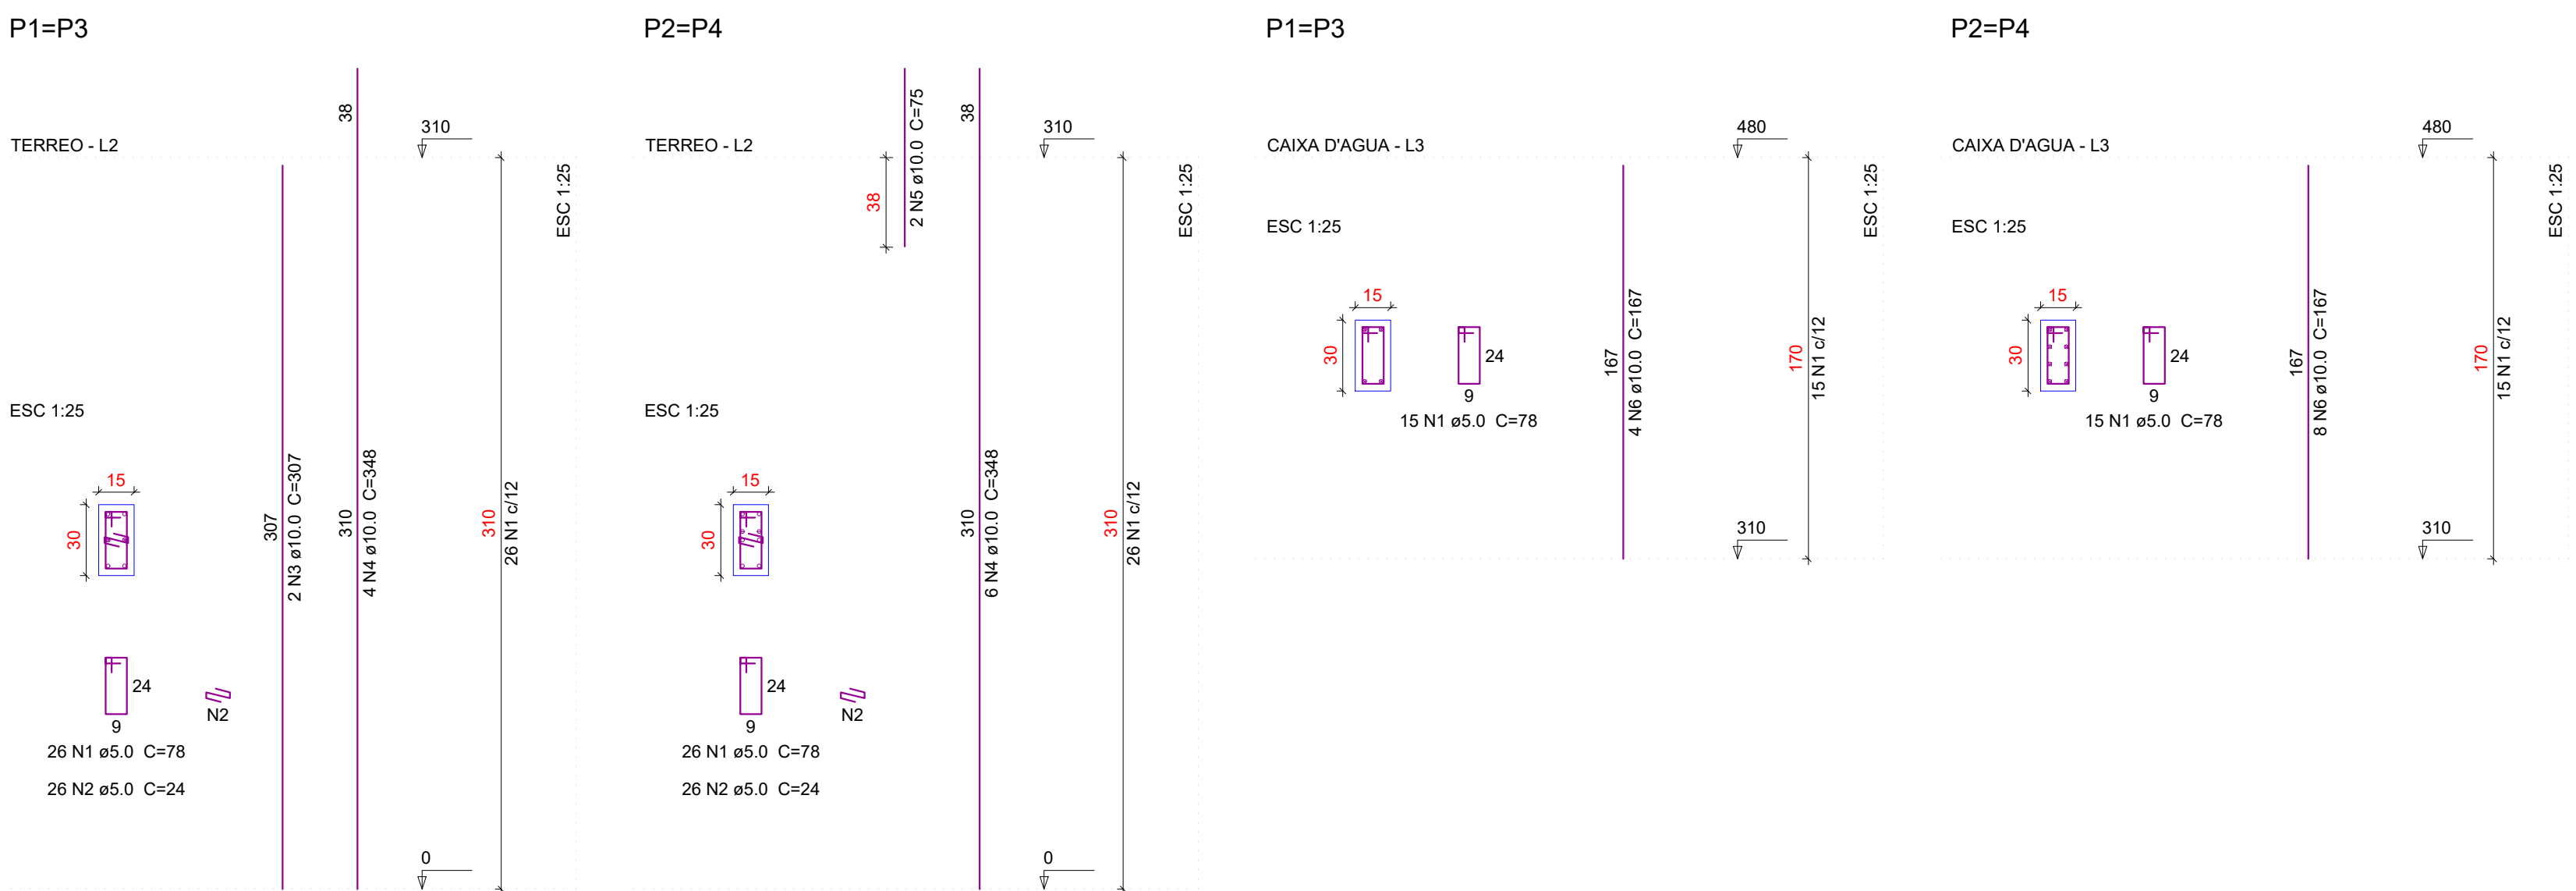 P1=P3
TERREO - L2
38
310
ESC 1:25
ESC 1:25
15
30
307
2 N3 ø10.0 C=307
310
4 N4 ø10.0 C=348
310
26 N1 c/12
24
9
N2
26 N1 ø5.0 C=78
26 N2 ø5.0 C=24
0
P2=P4
TERREO - L2
38
2 N5 ø10.0 C=75
38
310
ESC 1:25
ESC 1:25
15
30
310
6 N4 ø10.0 C=348
310
26 N1 c/12
24
9
N2
26 N1 ø5.0 C=78
26 N2 ø5.0 C=24
0
P1=P3
CAIXA D'AGUA - L3
480
ESC 1:25
ESC 1:25
15
30
24
9
15 N1 ø5.0 C=78
167
4 N6 ø10.0 C=167
170
15 N1 c/12
310
P2=P4
CAIXA D'AGUA - L3
480
ESC 1:25
ESC 1:25
15
30
24
9
15 N1 ø5.0 C=78
167
8 N6 ø10.0 C=167
170
15 N1 c/12
310